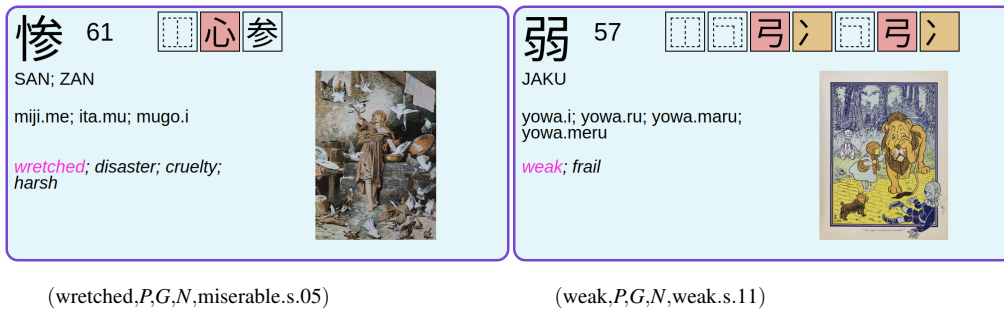 惨 61 ⿰ 心 参
SAN; ZAN
miji.me; ita.mu; mugo.i
wretched; disaster; cruelty;
harsh
(wretched,P,G,N,miserable.s.05)
弱 57 ⿰ ⿹ 弓 冫 ⿹ 弓 冫
JAKU
yowa.i; yowa.ru; yowa.maru;
yowa.meru
weak; frail
(weak,P,G,N,weak.s.11)